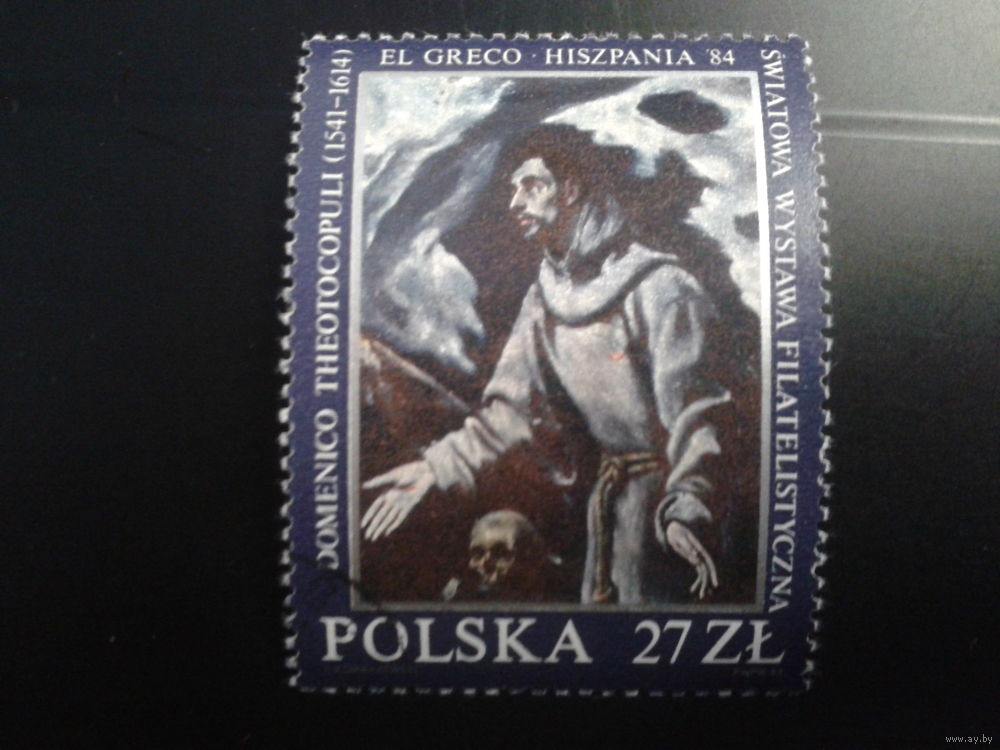 EL GRECO · HISZPANIA '84
DOMENICO THEOTOCOPULI (1541–1614)
ŚWIATOWA WYSTAWA FILATELISTYCZNA
POLSKA 27 ZŁ
www.ay.by